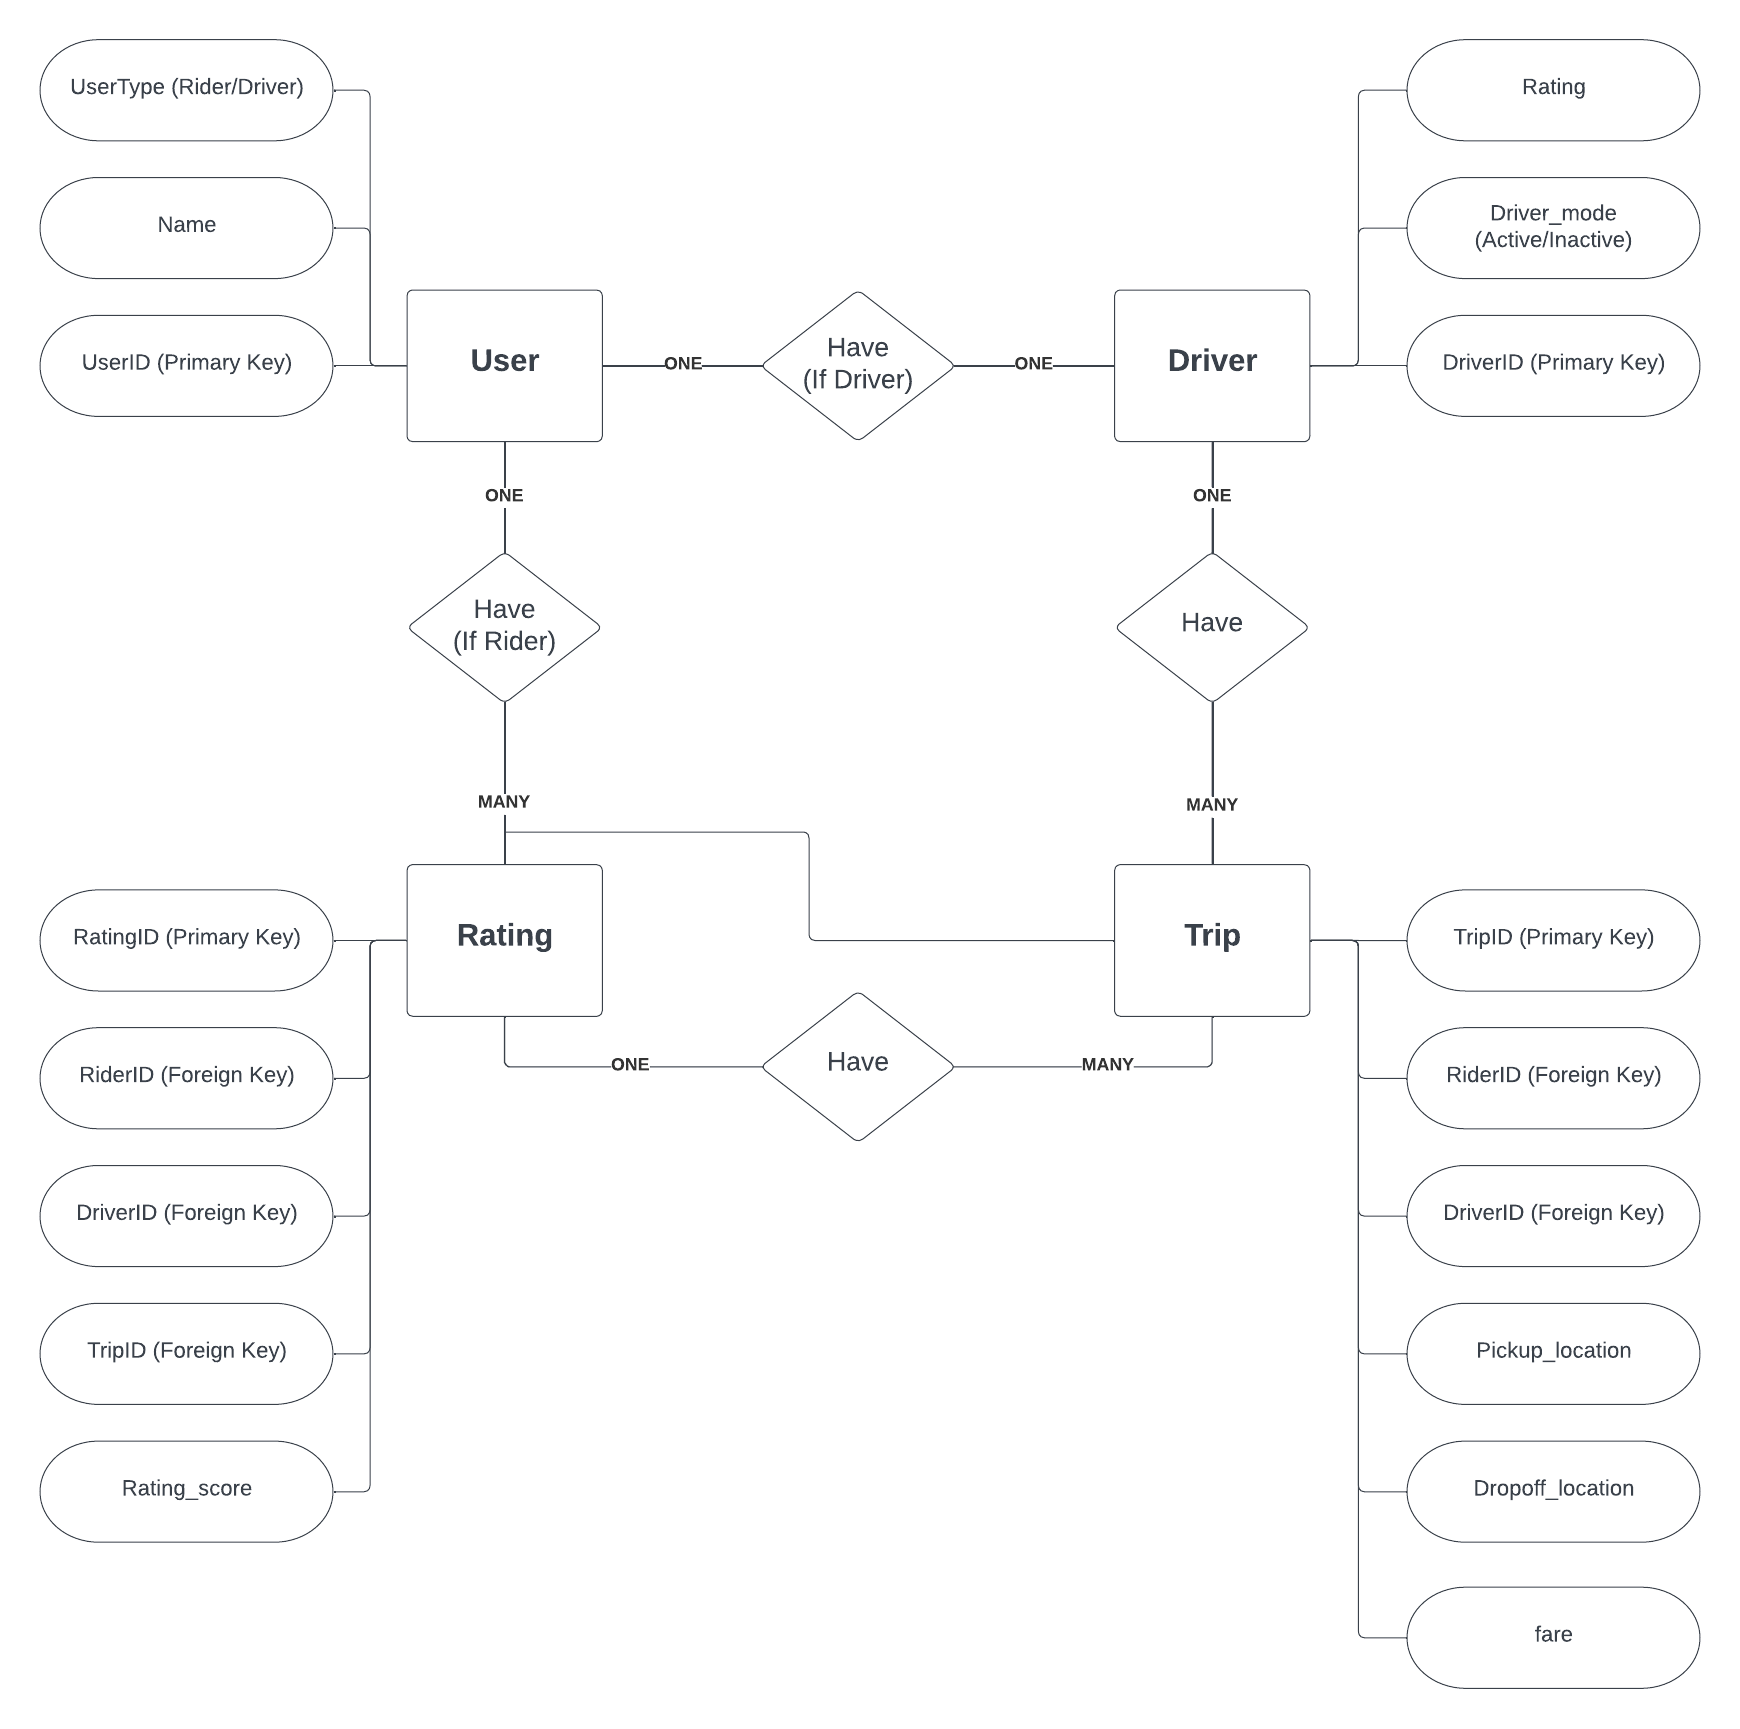 UserType (Rider/Driver)
Rating
Name
Driver_mode
(Active/Inactive)
UserID (Primary Key)
User
ONE
Have
(If Driver)
ONE
Driver
DriverID (Primary Key)
ONE
ONE
Have
(If Rider)
Have
MANY
MANY
RatingID (Primary Key)
Rating
Trip
TripID (Primary Key)
RiderID (Foreign Key)
ONE
Have
MANY
RiderID (Foreign Key)
DriverID (Foreign Key)
DriverID (Foreign Key)
TripID (Foreign Key)
Pickup_location
Rating_score
Dropoff_location
fare